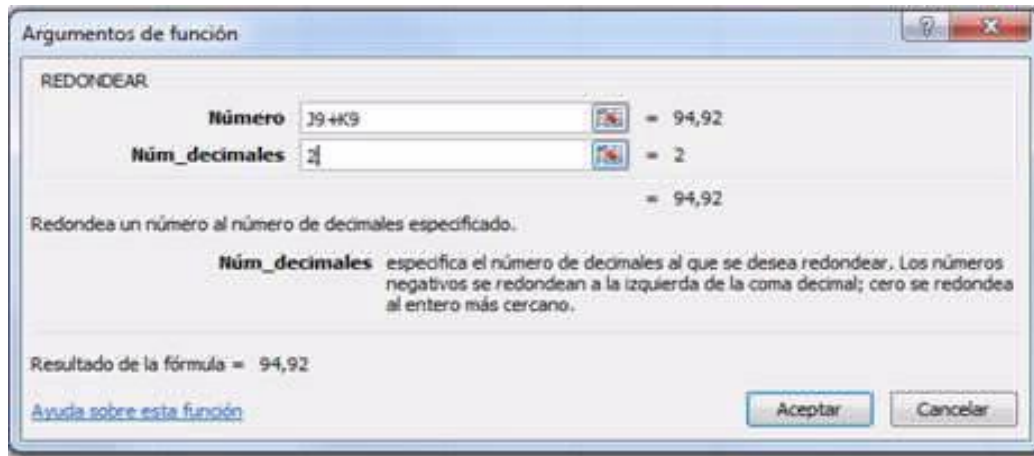 Argumentos de función
REDONDEAR
Número J9+K9 = 94,92
Núm_decimales 2 = 2
= 94,92
Redondea un número al número de decimales especificado.
Núm_decimales especifica el número de decimales al que se desea redondear. Los números
negativos se redondean a la izquierda de la coma decimal; cero se redondea
al entero más cercano.
Resultado de la fórmula = 94,92
Ayuda sobre esta función
Aceptar Cancelar